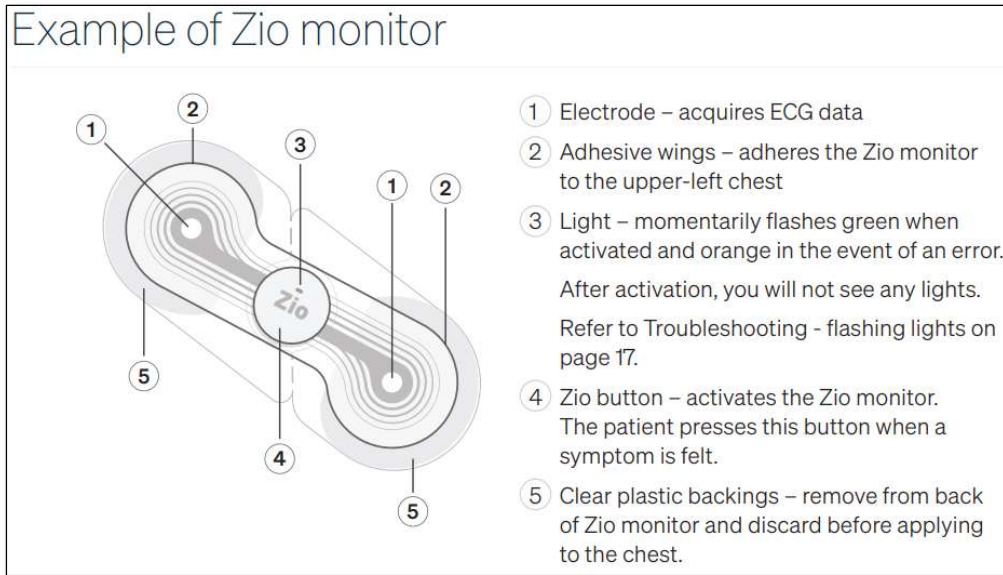 Example of Zio monitor
2
1
3
1
2
zio
5
4
5
1 Electrode – acquires ECG data
2 Adhesive wings – adheres the Zio monitor
to the upper-left chest
3 Light – momentarily flashes green when
activated and orange in the event of an error.
After activation, you will not see any lights.
Refer to Troubleshooting - flashing lights on
page 17.
4 Zio button – activates the Zio monitor.
The patient presses this button when a
symptom is felt.
5 Clear plastic backings – remove from back
of Zio monitor and discard before applying
to the chest.